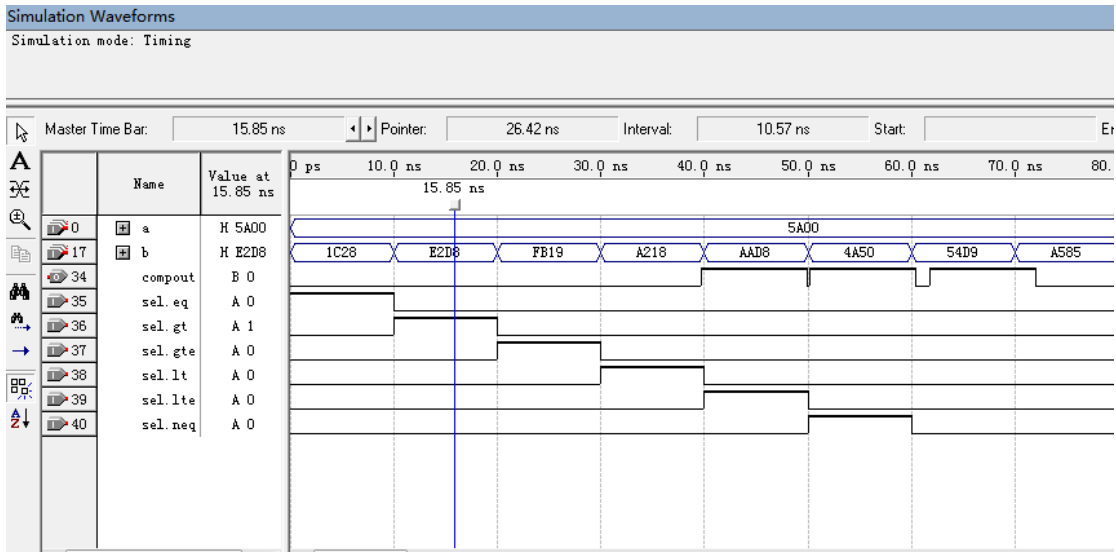 Simulation Waveforms
Simulation mode: Timing
Master Time Bar: 15.85 ns Pointer: 26.42 ns Interval: 10.57 ns Start: Er
A Name Value at 15.85 ns 0 ps 10.0 ns 20.0 ns 30.0 ns 40.0 ns 50.0 ns 60.0 ns 70.0 ns 80.
15.85 ns
0 a H 5A00 5A00
17 b H E2D8 1C28 E2D8 FB19 A218 AAD8 4A50 54D9 A585
34 compout B 0
35 sel.eq A 0
36 sel.gt A 1
37 sel.gte A 0
38 sel.lt A 0
39 sel.lte A 0
40 sel.neq A 0